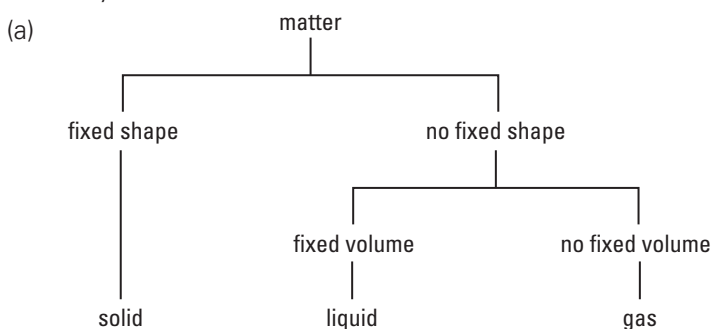 (a)
matter
fixed shape
no fixed shape
fixed volume
no fixed volume
solid
liquid
gas